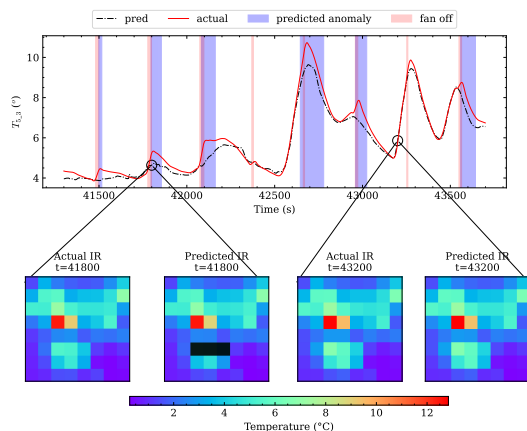 pred actual predicted anomaly fan off
10
8
6
4
T5,3 (°)
41500 42000 42500 43000 43500
Time (s)
Actual IR
t=41800
Predicted IR
t=41800
Actual IR
t=43200
Predicted IR
t=43200
2 4 6 8 10 12
Temperature (°C)